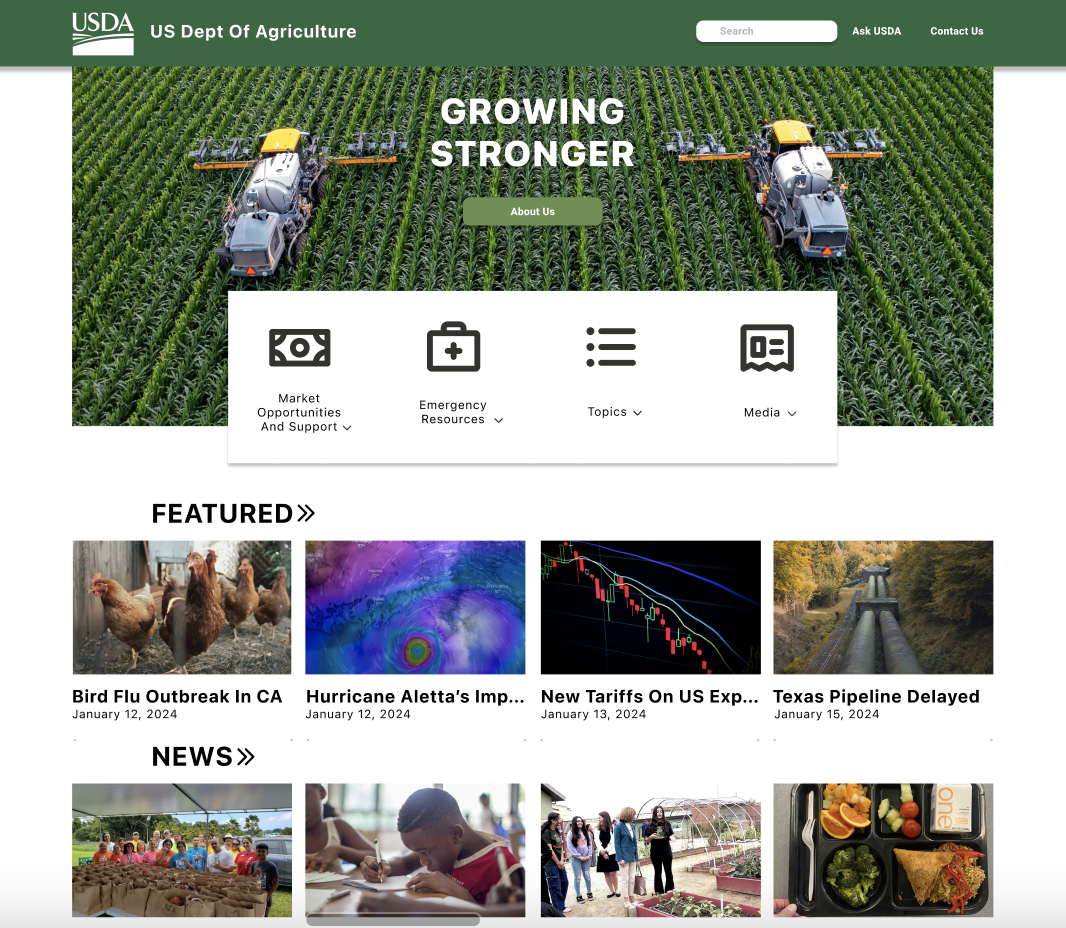 USDA
US Dept Of Agriculture
Search
Ask USDA
Contact Us
GROWING
STRONGER
About Us
Market
Opportunities
And Support
Emergency
Resources
Topics
Media
FEATURED
Bird Flu Outbreak In CA
January 12, 2024
Hurricane Aletta's Imp...
January 12, 2024
New Tariffs On US Exp...
January 13, 2024
Texas Pipeline Delayed
January 15, 2024
NEWS
one